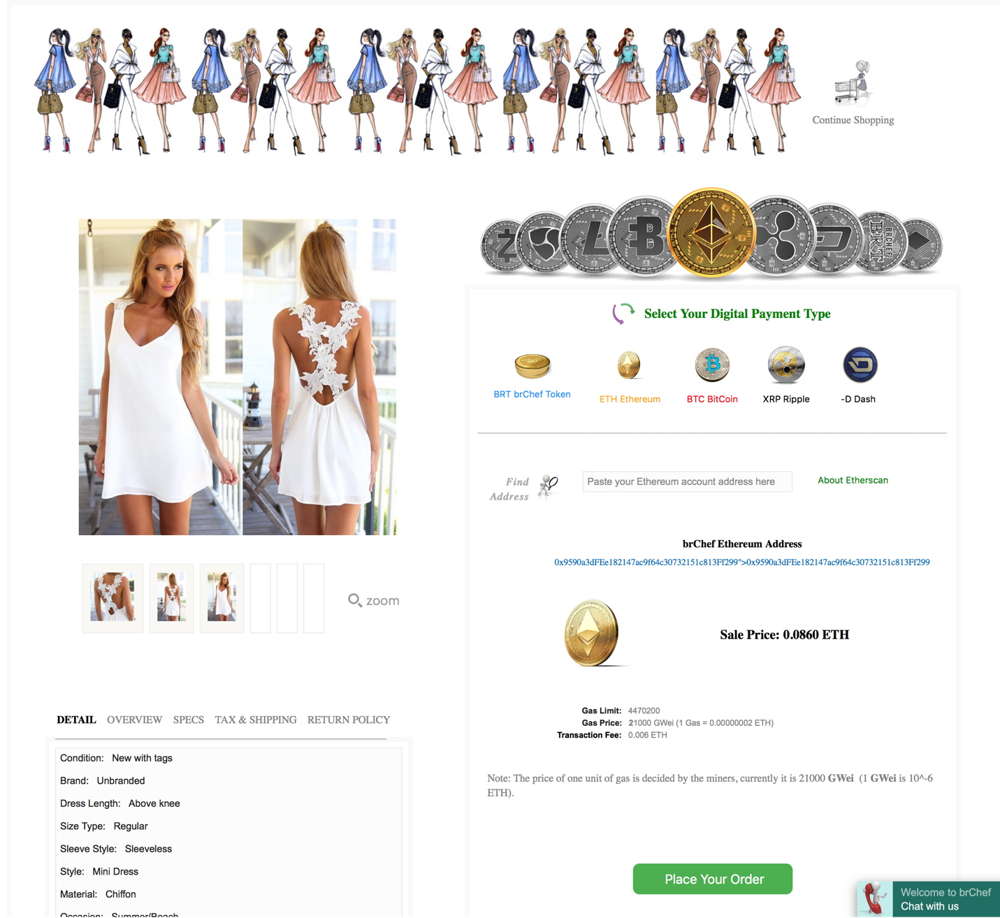 Continue Shopping
Select Your Digital Payment Type
BRT brChef Token
ETH Ethereum
BTC BitCoin
XRP Ripple
-D Dash
Find
Address
Paste your Ethereum account address here
About Etherscan
brChef Ethereum Address
0x9590a3dFEe182147ac9f64c30732151c813Ff299">0x9590a3dFEe182147ac9f64c30732151c813Ff299
zoom
Sale Price: 0.0860 ETH
Gas Limit: 4470200
Gas Price: 21000 GWei (1 Gas = 0.00000002 ETH)
Transaction Fee: 0.006 ETH
Note: The price of one unit of gas is decided by the miners, currently it is 21000 GWei (1 GWei is 10^-6
ETH).
Place Your Order
DETAIL OVERVIEW SPECS TAX & SHIPPING RETURN POLICY
Condition: New with tags
Brand: Unbranded
Dress Length: Above knee
Size Type: Regular
Sleeve Style: Sleeveless
Style: Mini Dress
Material: Chiffon
Occasion: Summer/Beach
Welcome to brChef
Chat with us